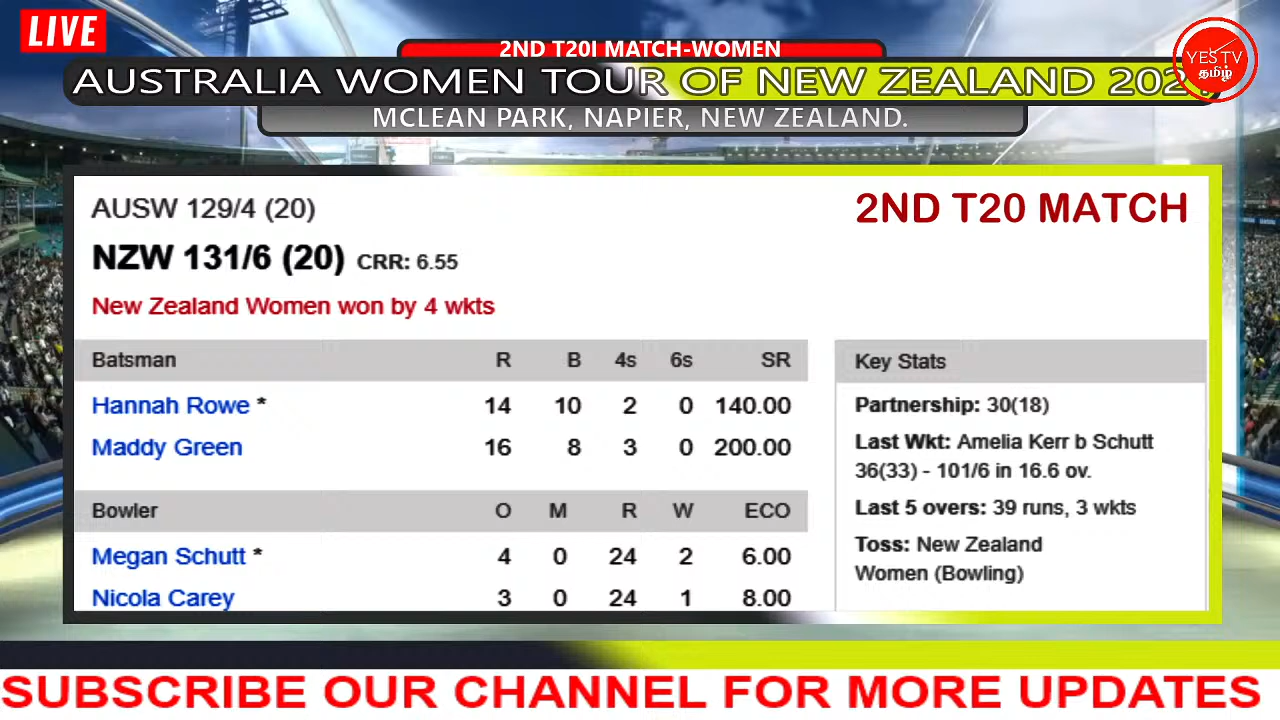 LIVE
2ND T20I MATCH-WOMEN
AUSTRALIA WOMEN TOUR OF NEW ZEALAND
YES TV
தமிழ்
MCLEAN PARK, NAPIER, NEW ZEALAND.
AUSW 129/4 (20)
2ND T20 MATCH
NZW 131/6 (20) CRR: 6.55
New Zealand Women won by 4 wkts
Batsman R B 4s 6s SR
Hannah Rowe * 14 10 2 0 140.00
Maddy Green 16 8 3 0 200.00
Bowler O M R W ECO
Megan Schutt * 4 0 24 2 6.00
Nicola Carey 3 0 24 1 8.00
Key Stats
Partnership: 30(18)
Last Wkt: Amelia Kerr b Schutt
36(33) - 101/6 in 16.6 ov.
Last 5 overs: 39 runs, 3 wkts
Toss: New Zealand
Women (Bowling)
SUBSCRIBE OUR CHANNEL FOR MORE UPDATES